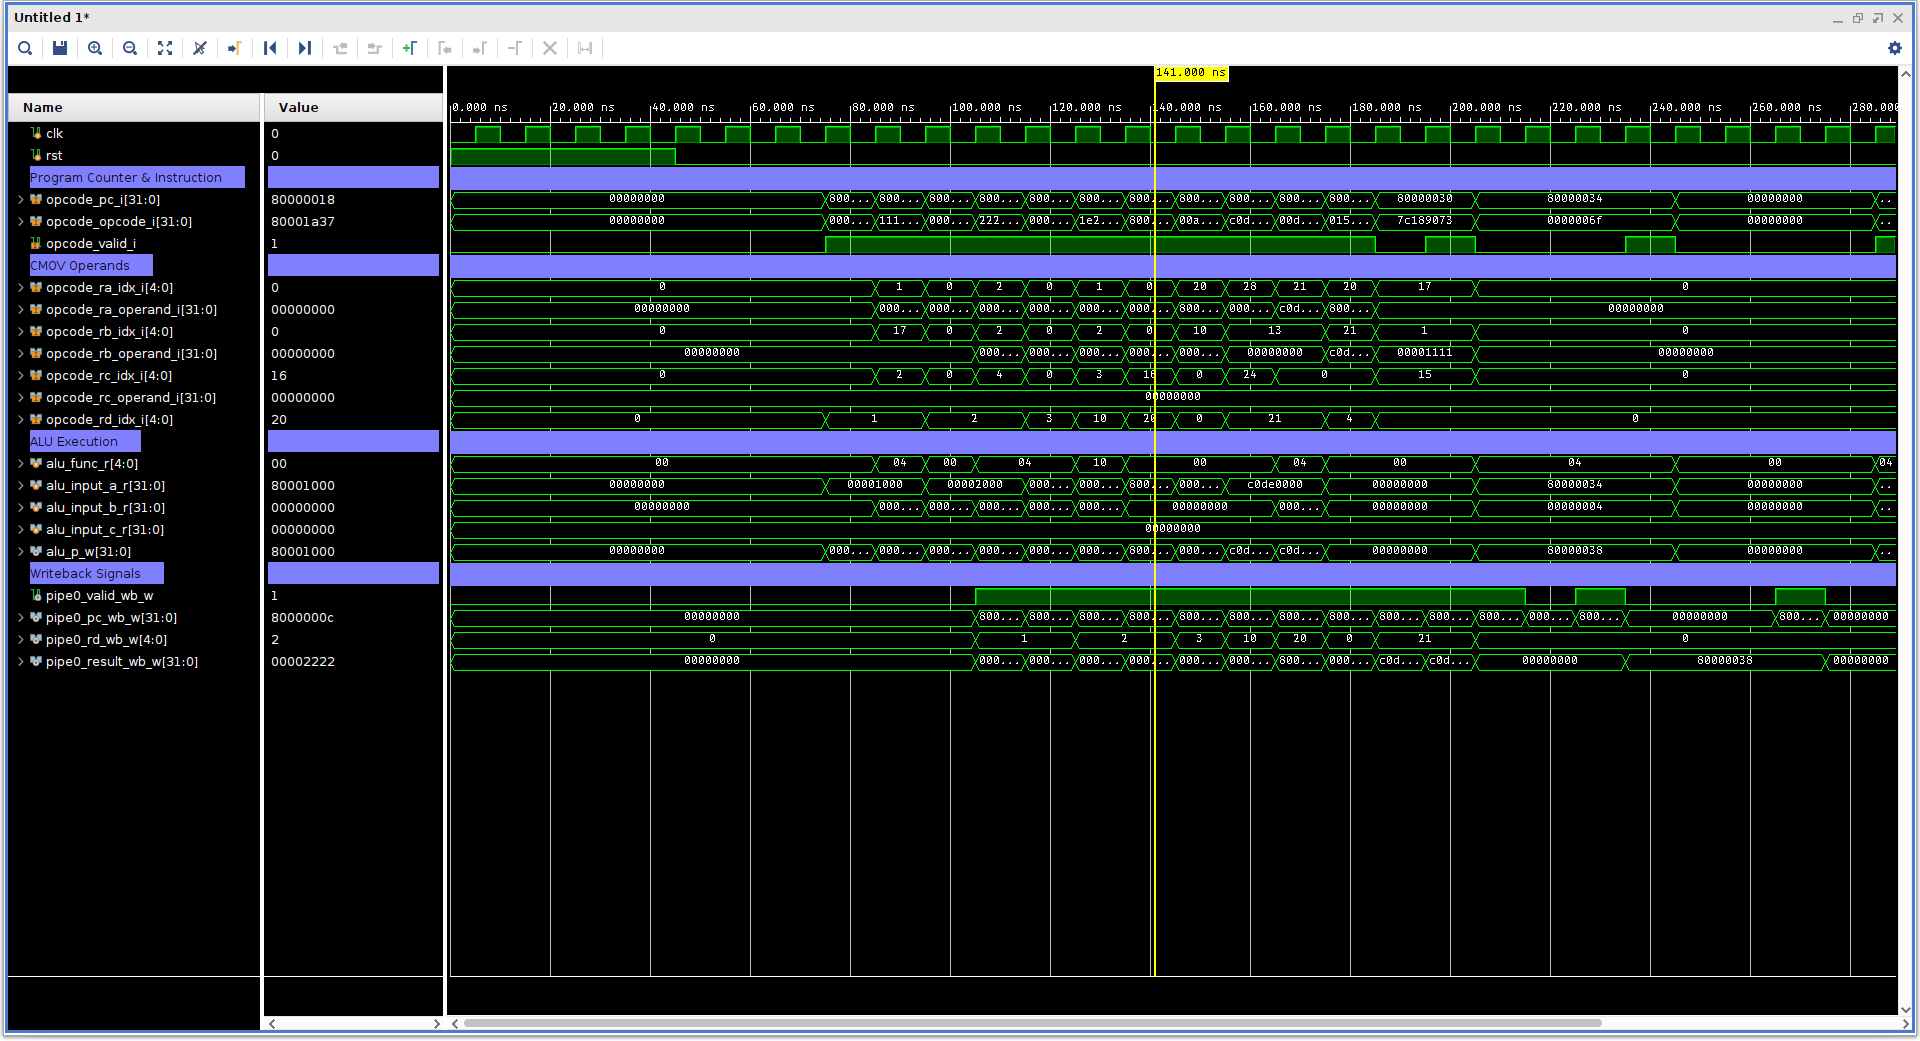 Untitled 1*
141.000 ns
Name Value 0.000 ns 20.000 ns 40.000 ns 60.000 ns 80.000 ns 100.000 ns 120.000 ns 140.000 ns 160.000 ns 180.000 ns 200.000 ns 220.000 ns 240.000 ns 260.000 ns 280.000
clk 0
rst 0
Program Counter & Instruction
opcode_pc_i[31:0] 80000018 00000000 800... 800... 800... 800... 800... 800... 800... 800... 800... 800... 800... 80000030 80000034 00000000 ..
opcode_opcode_i[31:0] 80001a37 00000000 000... 111... 000... 222... 000... 1e2... 800... 00a... c0d... 00d... 015... 7c189073 0000006f 00000000 ..
opcode_valid_i 1
CMOV Operands
opcode_ra_idx_i[4:0] 0 0 1 0 2 0 1 0 20 28 21 20 17 0
opcode_ra_operand_i[31:0] 00000000 00000000 000... 000... 000... 000... 000... 000... 800... 000... c0d... 800... 00000000
opcode_rb_idx_i[4:0] 0 0 17 0 2 0 2 0 10 13 21 1 0
opcode_rb_operand_i[31:0] 00000000 00000000 000... 000... 000... 000... 000... 00000000 c0d... 00001111 00000000
opcode_rc_idx_i[4:0] 16 0 2 0 4 0 3 16 0 24 0 15 0
opcode_rc_operand_i[31:0] 00000000 00000000
opcode_rd_idx_i[4:0] 20 0 1 2 3 10 20 0 21 4 0
ALU Execution
alu_func_r[4:0] 00 00 04 00 04 10 00 04 00 04 00 04
alu_input_a_r[31:0] 80001000 00000000 00001000 00002000 000... 000... 800... 000... c0de0000 00000000 80000034 00000000 ..
alu_input_b_r[31:0] 00000000 00000000 000... 000... 000... 000... 000... 00000000 000... 00000000 00000004 00000000 ..
alu_input_c_r[31:0] 00000000 00000000
alu_p_w[31:0] 80001000 00000000 000... 000... 000... 000... 000... 000... 800... 000... c0d... c0d... 00000000 80000038 00000000 ..
Writeback Signals
pipe0_valid_wb_w 1
pipe0_pc_wb_w[31:0] 8000000c 00000000 800... 800... 800... 800... 800... 800... 800... 800... 800... 800... 800... 000... 800... 00000000 800... 00000000
pipe0_rd_wb_w[4:0] 2 0 1 2 3 10 20 0 21 0
pipe0_result_wb_w[31:0] 00002222 00000000 000... 000... 000... 000... 000... 000... 800... 000... c0d... c0d... 00000000 80000038 00000000